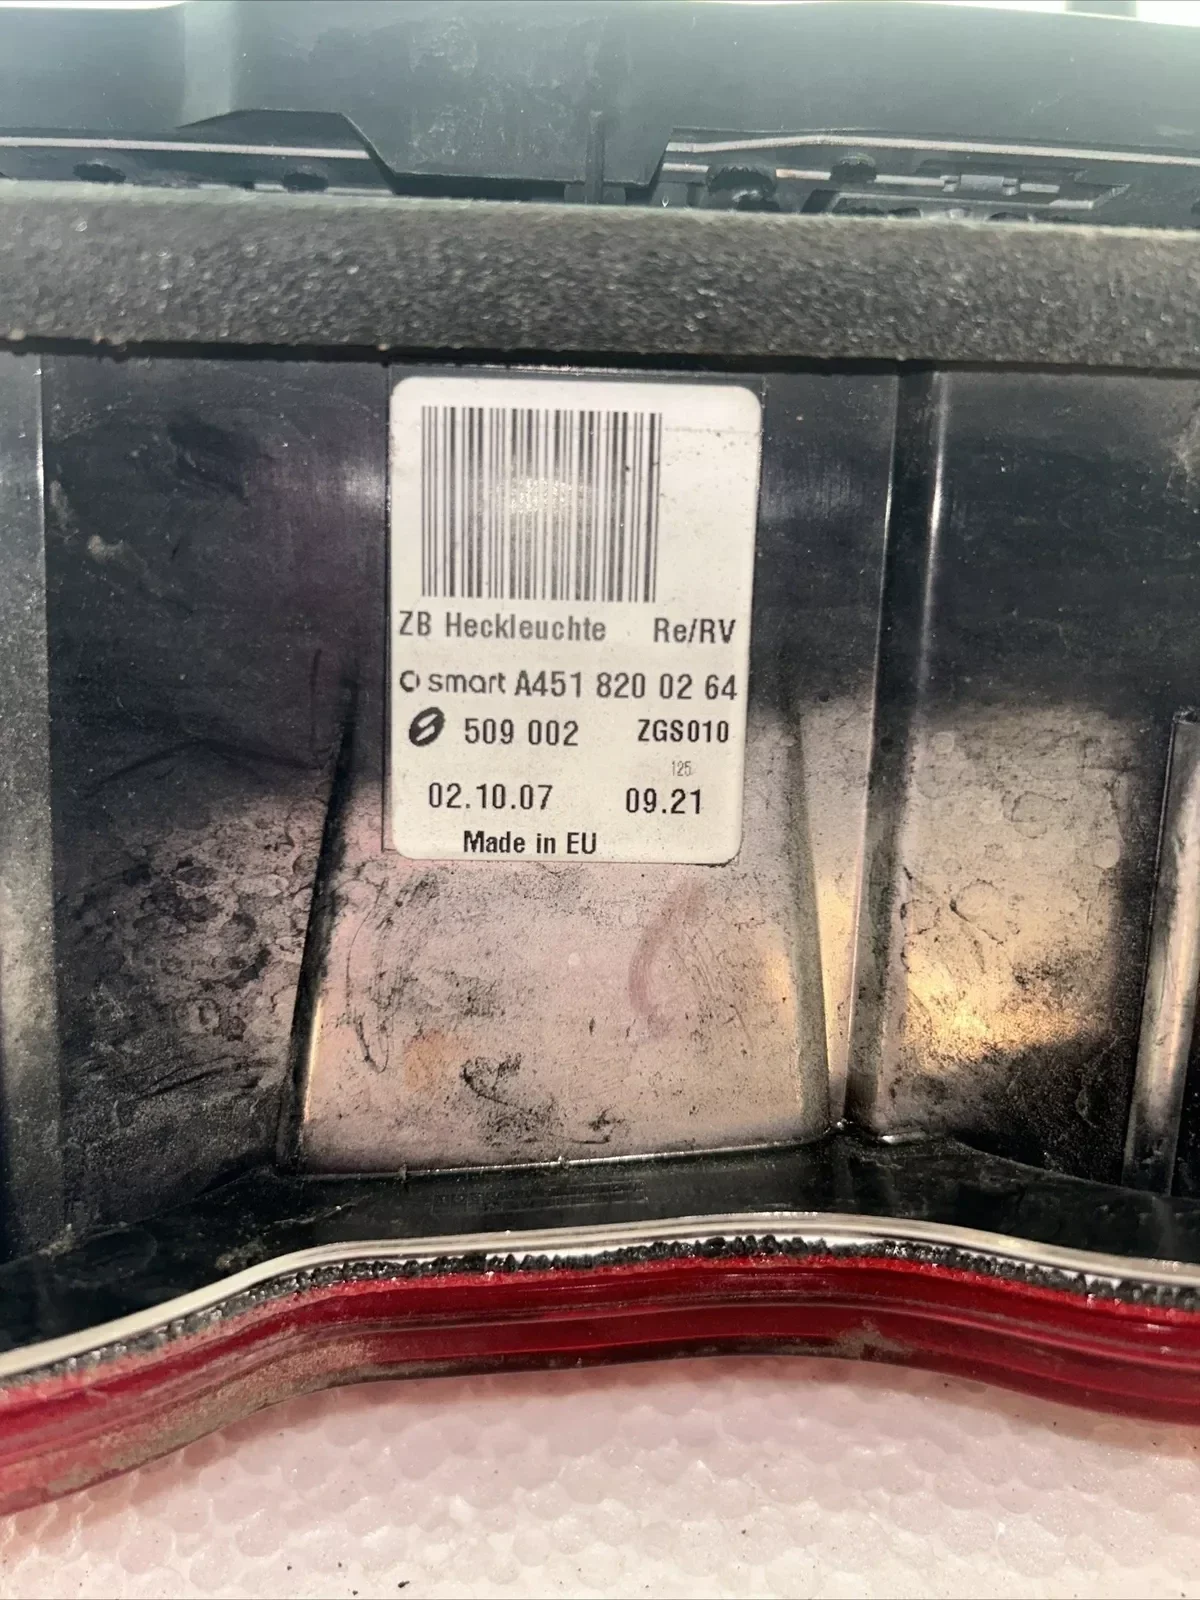 ZB Heckleuchte Re/RV
smart A451 820 02 64
509 002 ZGS010
125
02.10.07 09.21
Made in EU